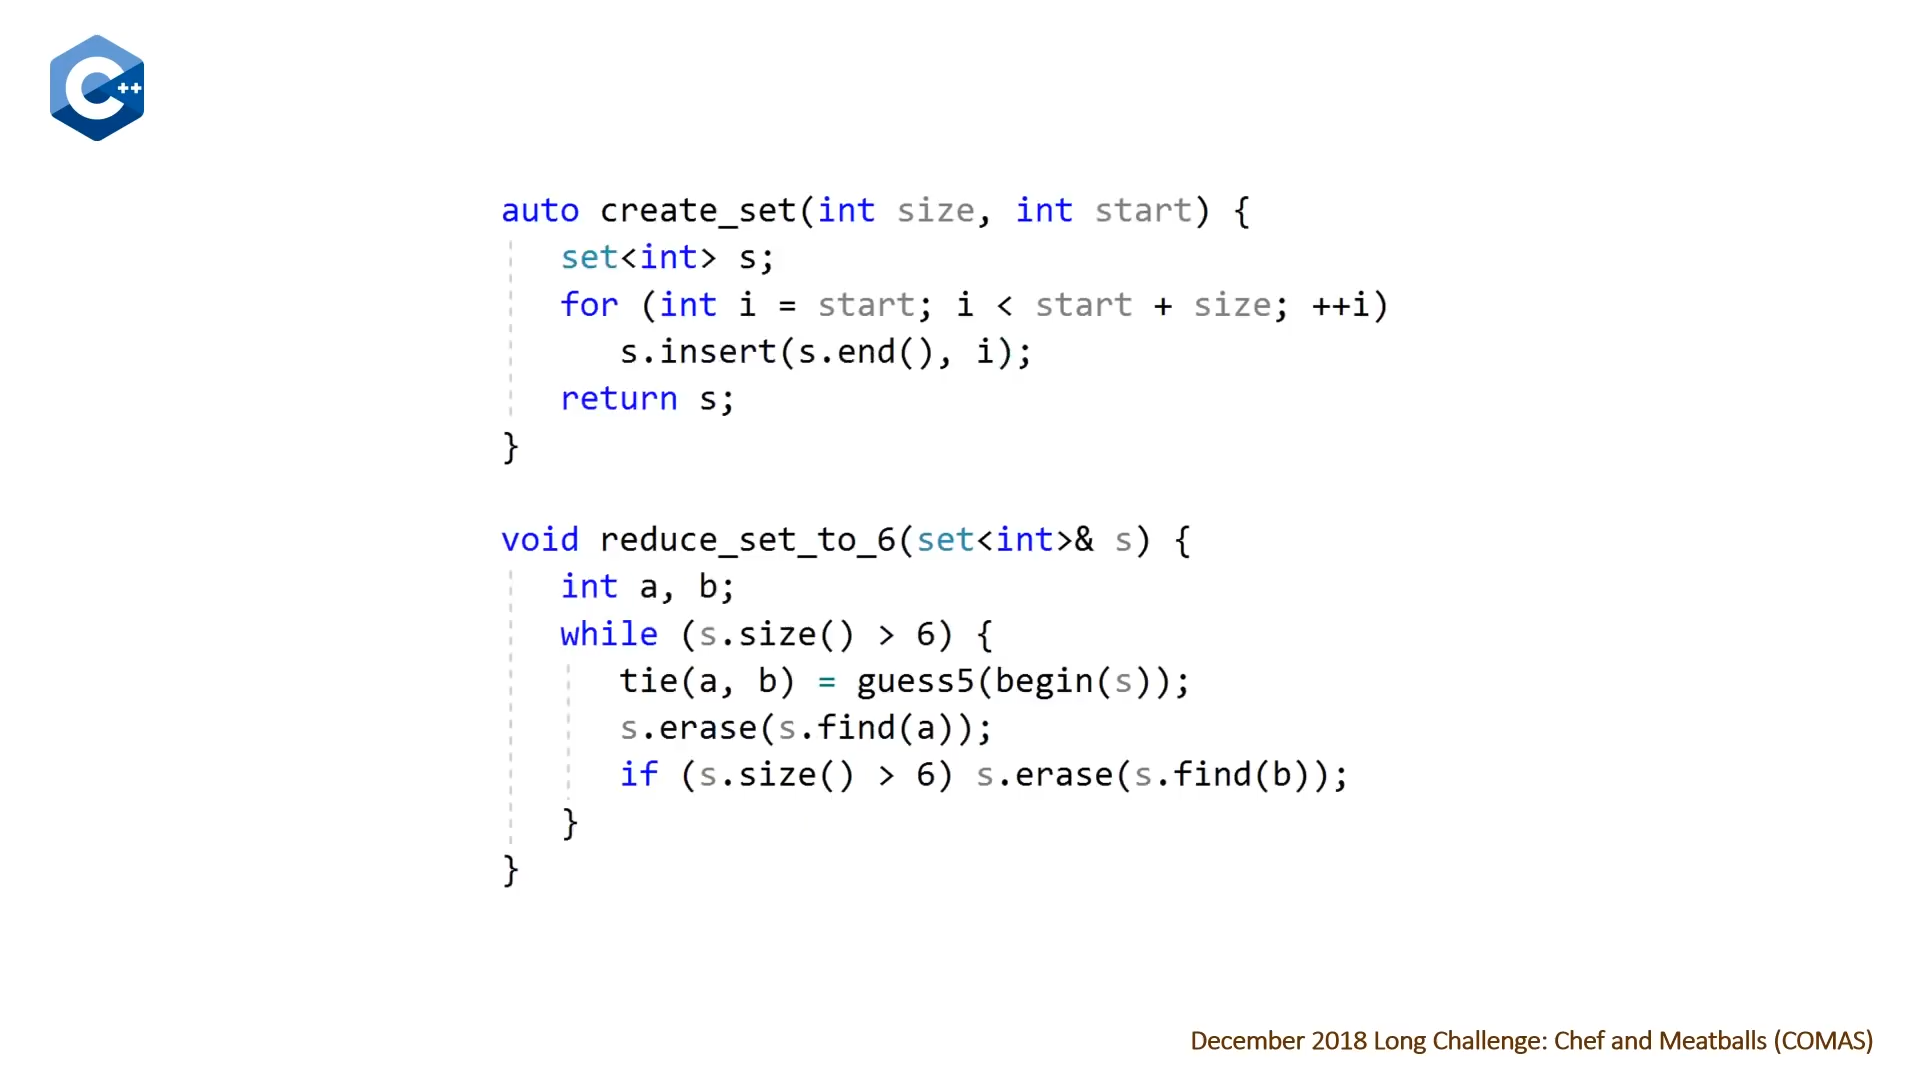 C++
auto create_set(int size, int start) {
set<int> s;
for (int i = start; i < start + size; ++i)
s.insert(s.end(), i);
return s;
}
void reduce_set_to_6(set<int>& s) {
int a, b;
while (s.size() > 6) {
tie(a, b) = guess5(begin(s));
s.erase(s.find(a));
if (s.size() > 6) s.erase(s.find(b));
}
}
December 2018 Long Challenge: Chef and Meatballs (COMAS)